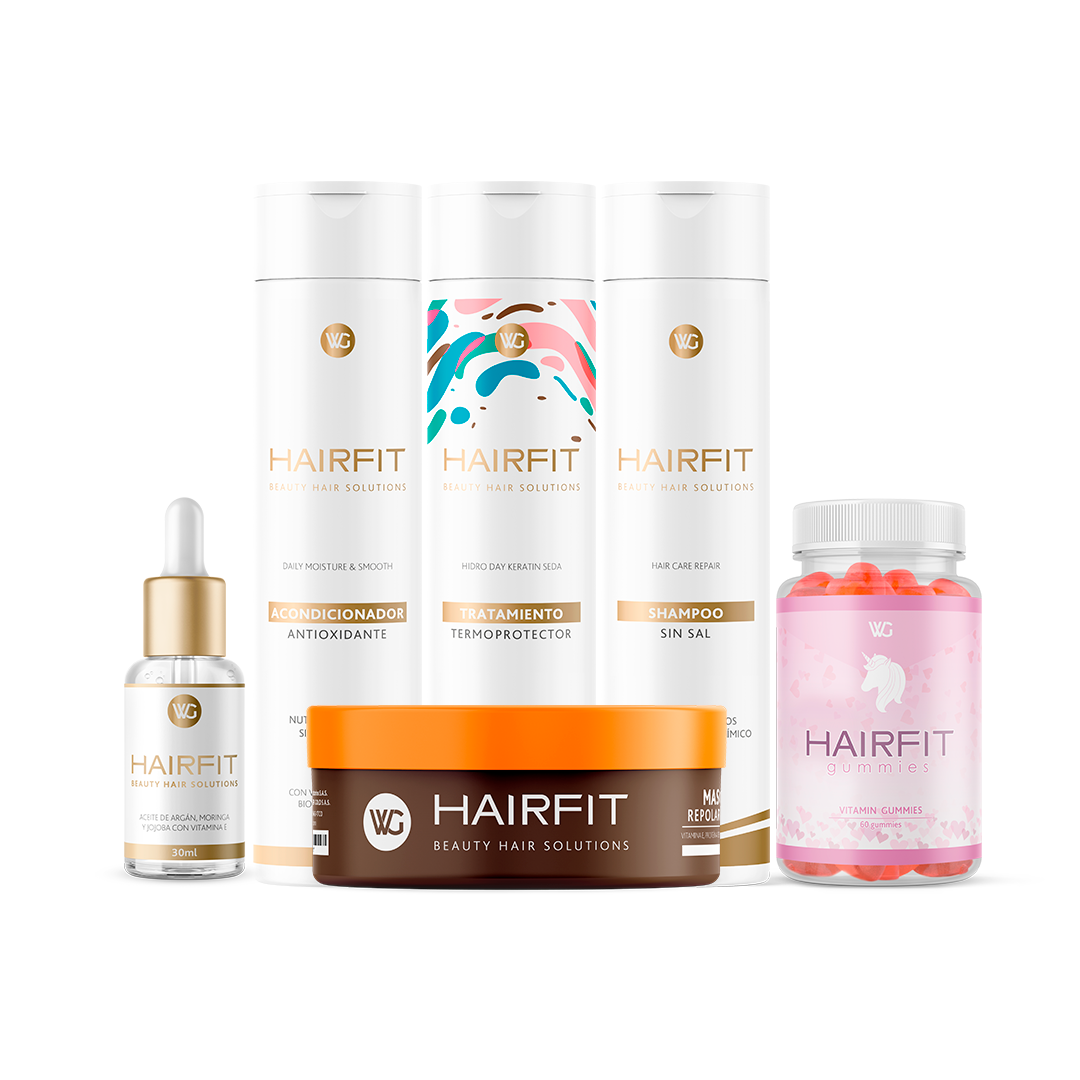 WG
HAIRFIT
BEAUTY HAIR SOLUTIONS
DAILY MOISTURE & SMOOTH
ACONDICIONADOR
ANTIOXIDANTE
WG
HAIRFIT
BEAUTY HAIR SOLUTIONS
HIDRO DAY KERATIN SEDA
TRATAMIENTO
TERMOPROTECTOR
WG
HAIRFIT
BEAUTY HAIR SOLUTIONS
HAIR CARE REPAIR
SHAMPOO
SIN SAL
WG
HAIRFIT
BEAUTY HAIR SOLUTIONS
ACEITE DE ARGÁN, MORINGA
Y JOJOBA CON VITAMINA E
30ml
WG
HAIRFIT
BEAUTY HAIR SOLUTIONS
WG
HAIRFIT
gummies
VITAMIN GUMMIES
60 gummies